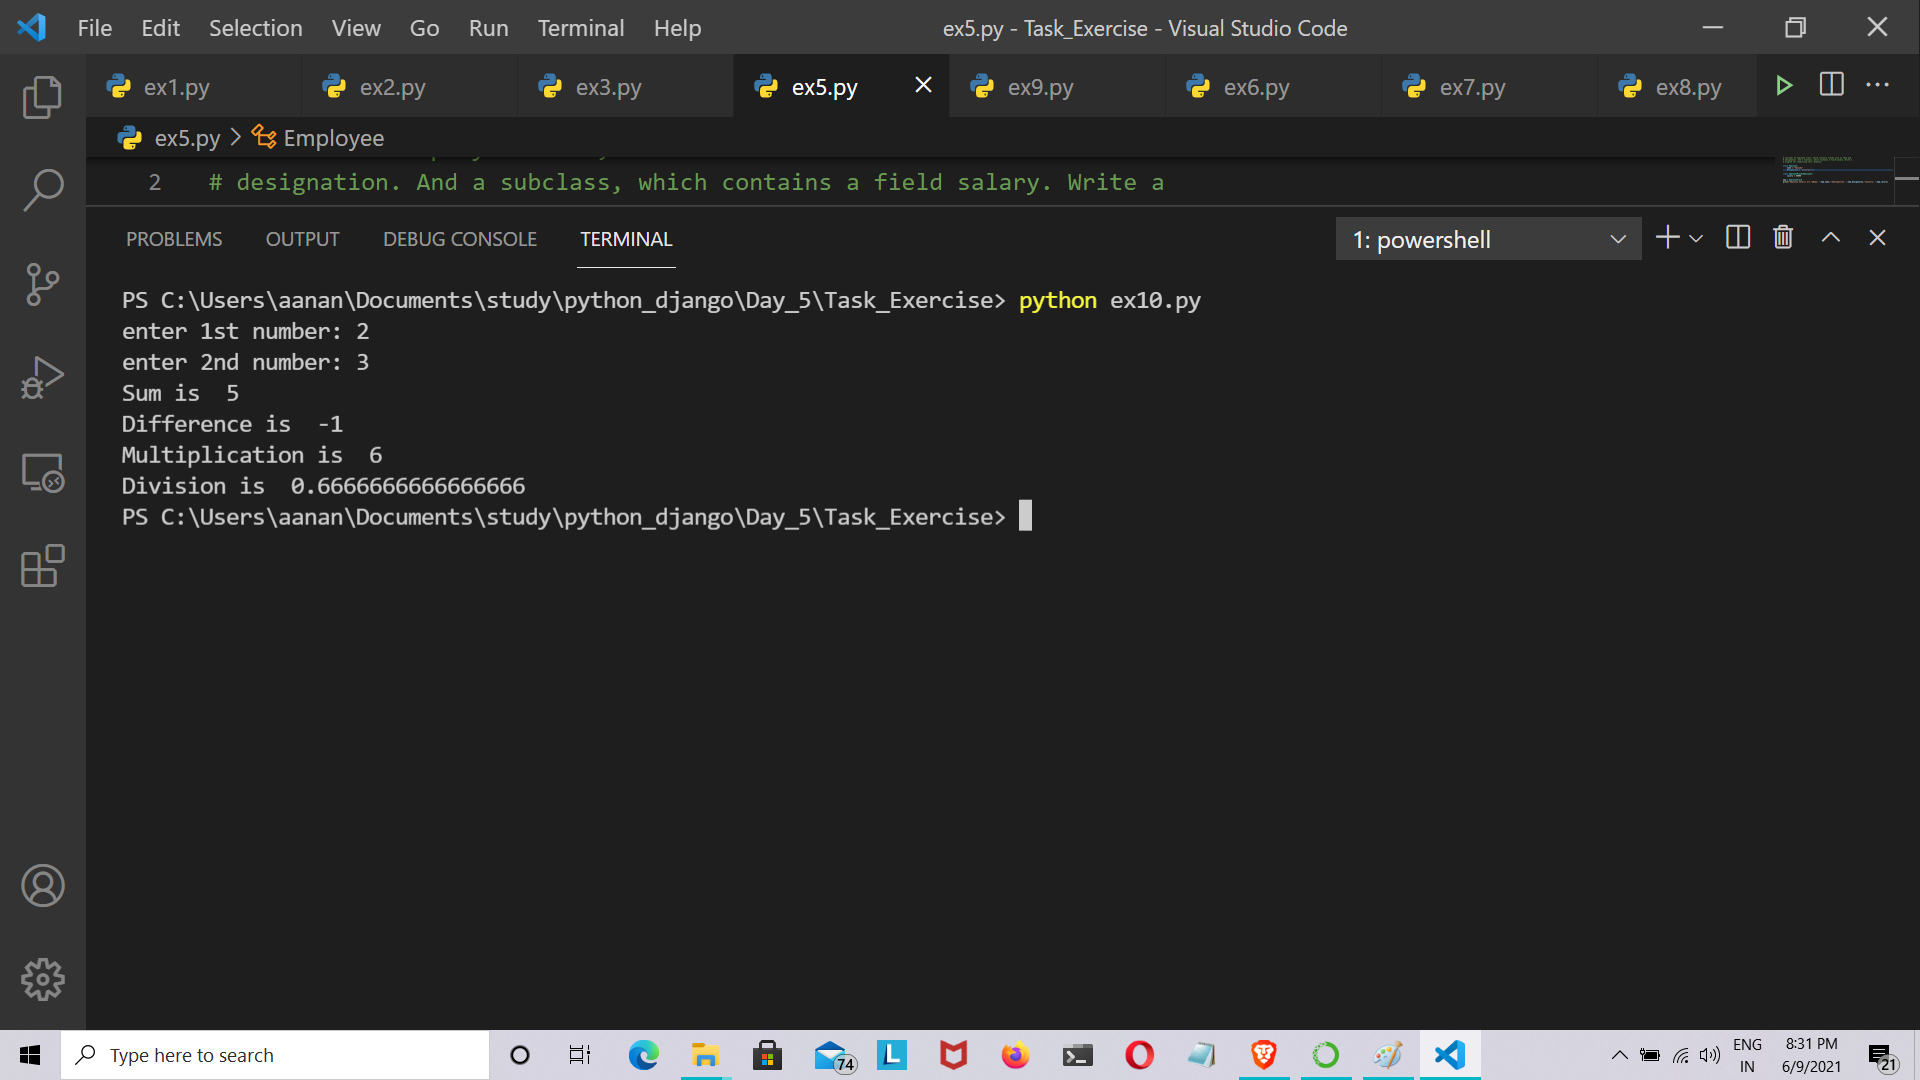 File Edit Selection View Go Run Terminal Help ex5.py - Task_Exercise - Visual Studio Code
ex1.py ex2.py ex3.py ex5.py ex9.py ex6.py ex7.py ex8.py
ex5.py > Employee
2 # designation. And a subclass, which contains a field salary. Write a
PROBLEMS OUTPUT DEBUG CONSOLE TERMINAL 1: powershell
PS C:\Users\aanan\Documents\study\python_django\Day_5\Task_Exercise> python ex10.py
enter 1st number: 2
enter 2nd number: 3
Sum is  5
Difference is  -1
Multiplication is  6
Division is  0.6666666666666666
PS C:\Users\aanan\Documents\study\python_django\Day_5\Task_Exercise>
Type here to search 74 L ENG 8:31 PM 21
IN 6/9/2021